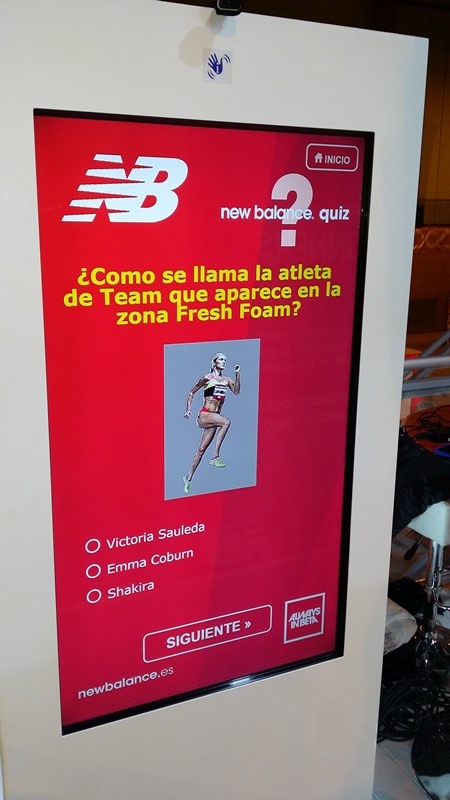 NB
INICIO
?
new balance. quiz
¿Como se llama la atleta
de Team que aparece en la
zona Fresh Foam?
Victoria Sauleda
Emma Coburn
Shakira
SIGUIENTE »
ALWAYS
IN BETA
newbalance.es